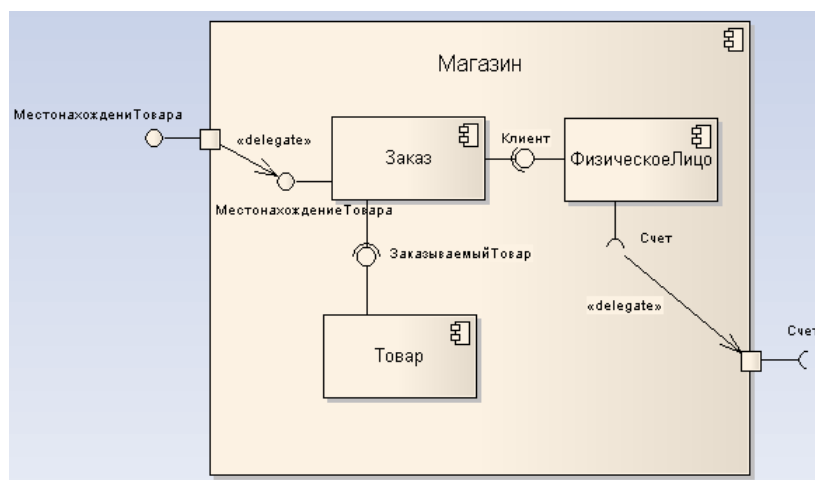 Магазин
МестонахождениТовара
«delegate»
Заказ
Клиент
ФизическоеЛицо
МестонахождениеТовара
Счет
ЗаказываемыйТовар
«delegate»
Счет
Товар